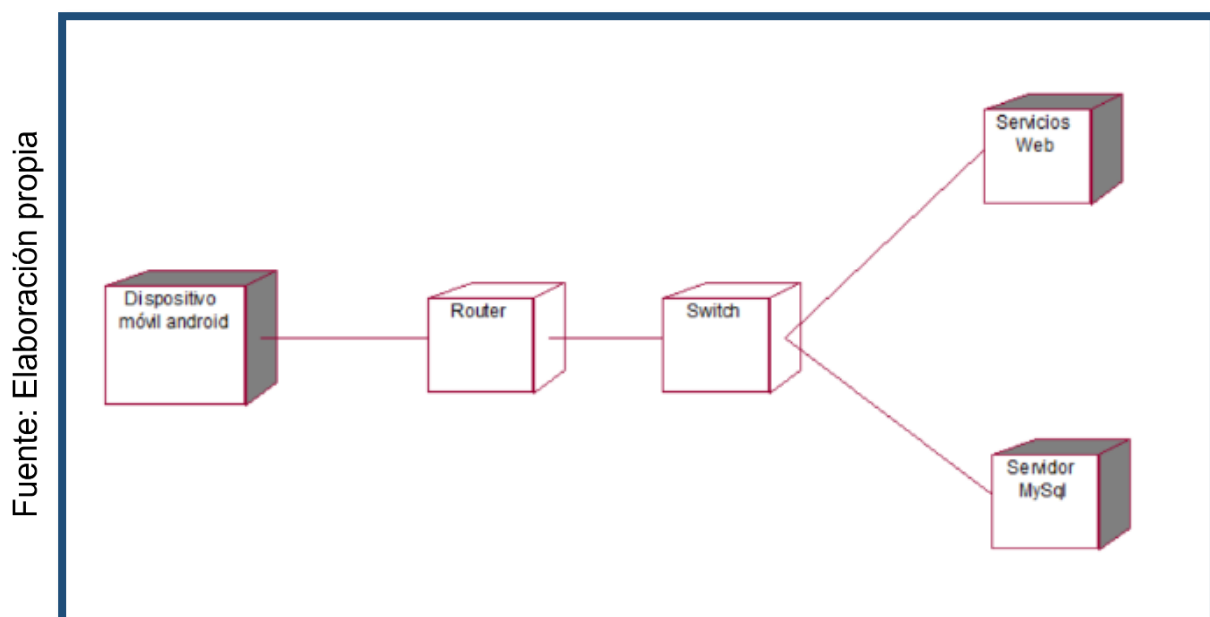 Fuente: Elaboración propia
Dispositivo
móvil android
Router
Switch
Servicios
Web
Servidor
MySql